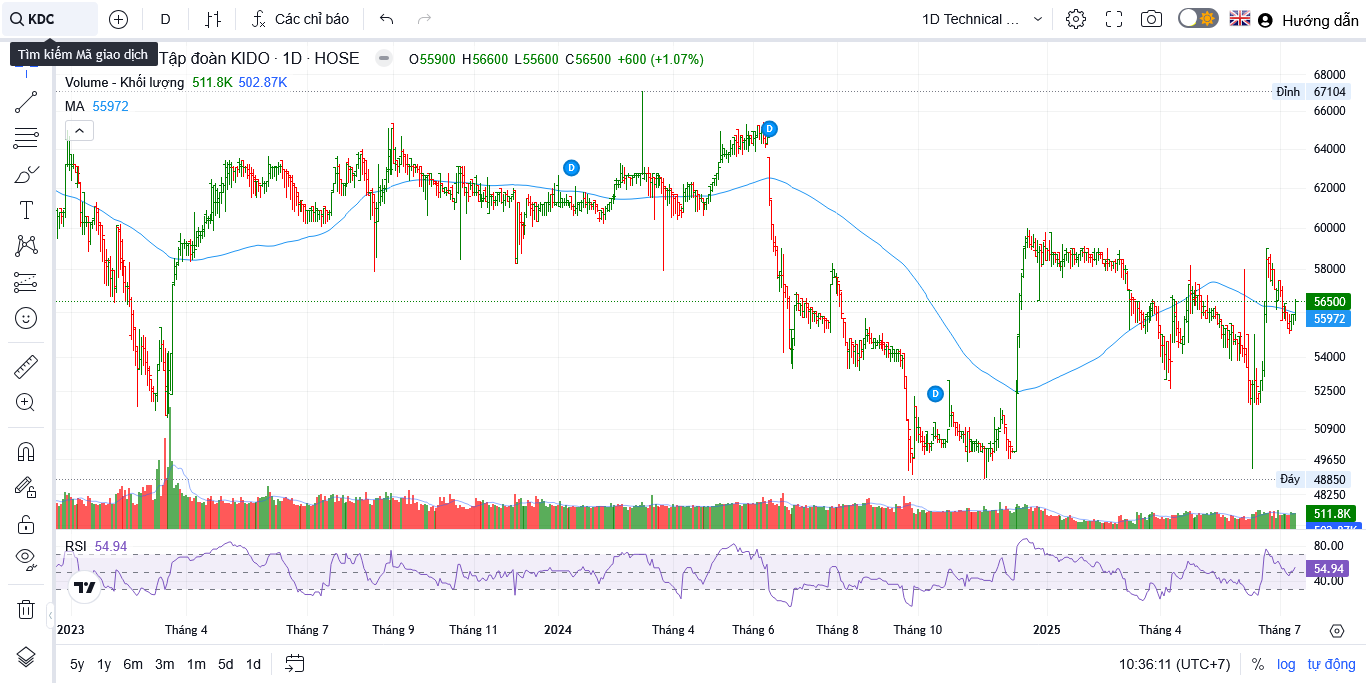 KDC D Các chỉ báo 1D Technical ... Hướng dẫn
Tìm kiếm Mã giao dịch
Tập đoàn KIDO · 1D · HOSE O55900 H56600 L55600 C56500 +600 (+1.07%)
Volume - Khối lượng 511.8K 502.87K
MA 55972
D
D
D
68000
Đỉnh 67104
66000
64000
62000
60000
58000
56500
55972
54000
52500
50900
49650
Đáy 48850
48250
511.8K
502.87K
RSI 54.94
80.00
54.94
40.00
2023 Tháng 4 Tháng 7 Tháng 9 Tháng 11 2024 Tháng 4 Tháng 6 Tháng 8 Tháng 10 2025 Tháng 4 Tháng 7
5y 1y 6m 3m 1m 5d 1d 10:36:11 (UTC+7) % log tự động